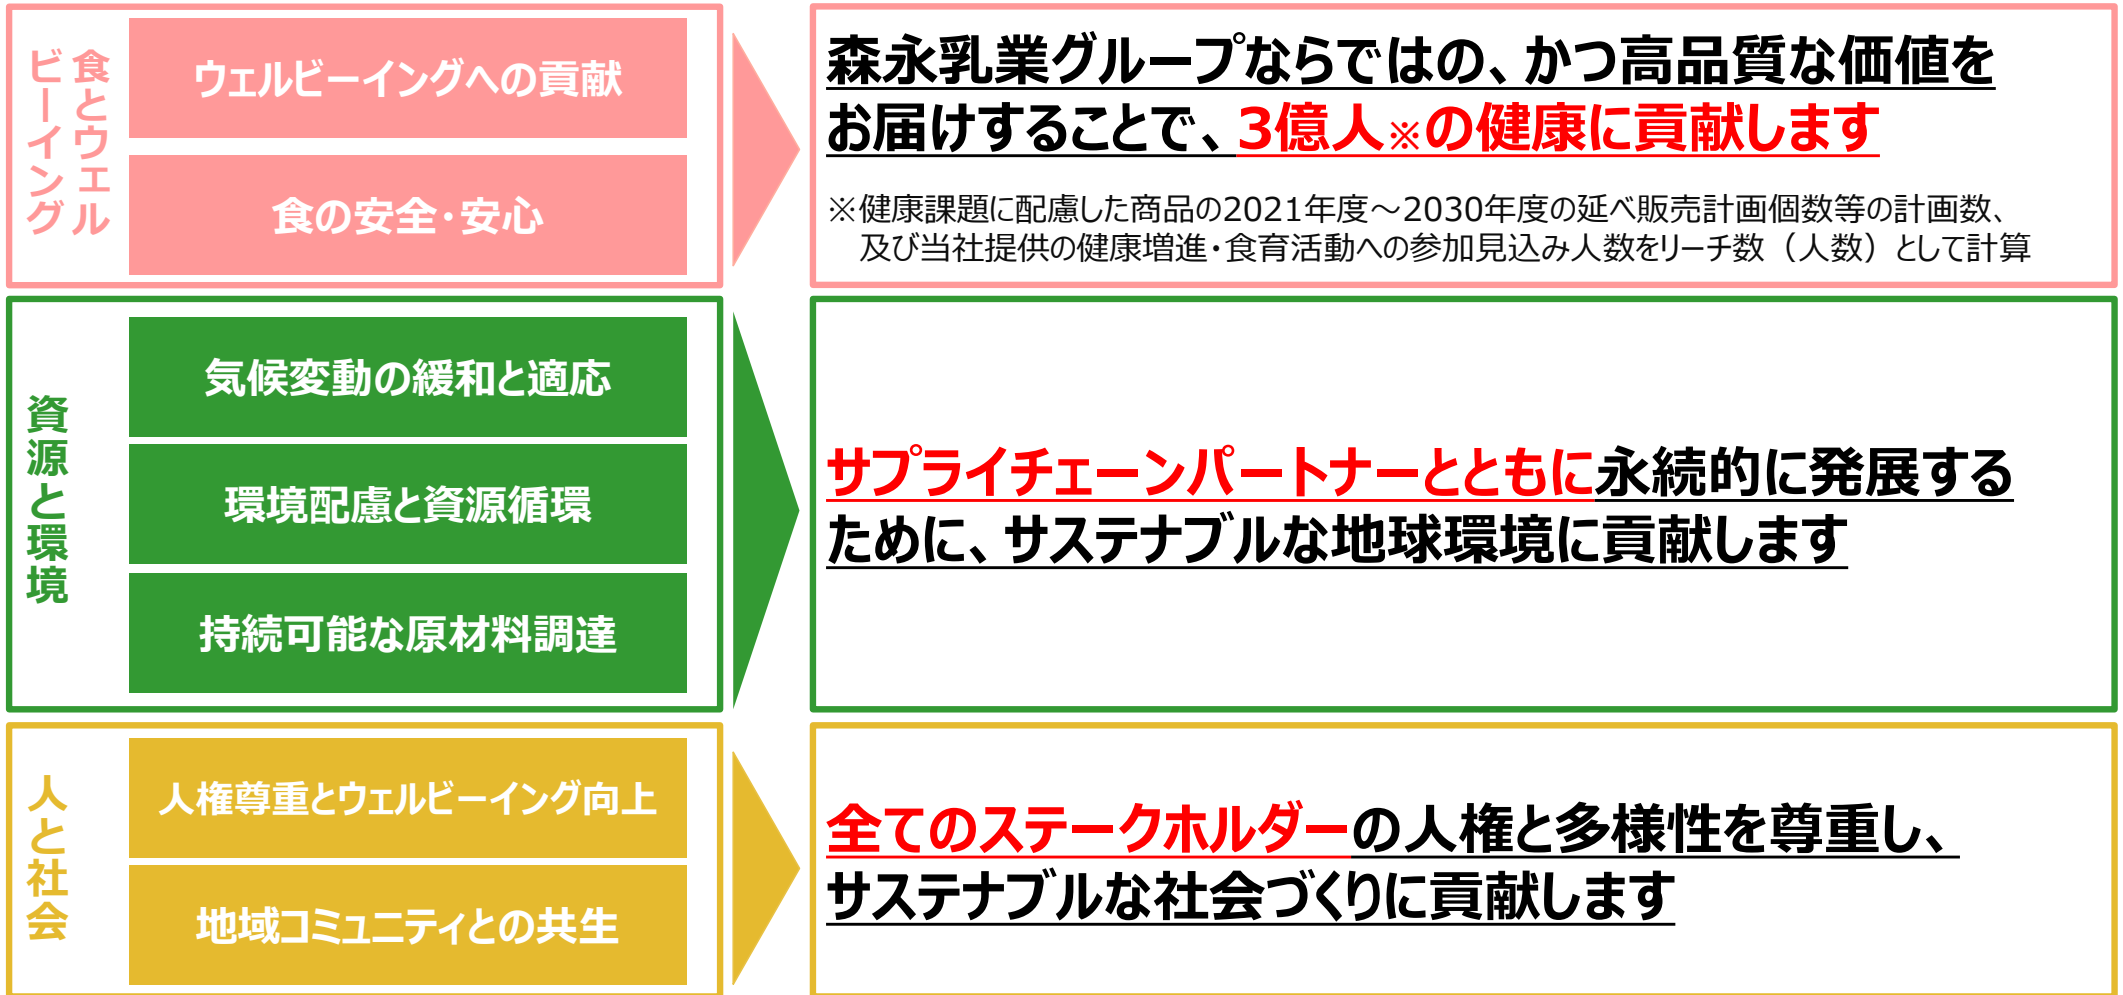 食とウェル
ビーイング
ウェルビーイングへの貢献
食の安全・安心
森永乳業グループならではの、かつ高品質な価値を
お届けすることで、3億人※の健康に貢献します
※健康課題に配慮した商品の2021年度～2030年度の延べ販売計画個数等の計画数、
及び当社提供の健康増進・食育活動への参加見込み人数をリーチ数（人数）として計算
資源と環境
気候変動の緩和と適応
環境配慮と資源循環
持続可能な原材料調達
サプライチェーンパートナーとともに永続的に発展する
ために、サステナブルな地球環境に貢献します
人と社会
人権尊重とウェルビーイング向上
地域コミュニティとの共生
全てのステークホルダーの人権と多様性を尊重し、
サステナブルな社会づくりに貢献します